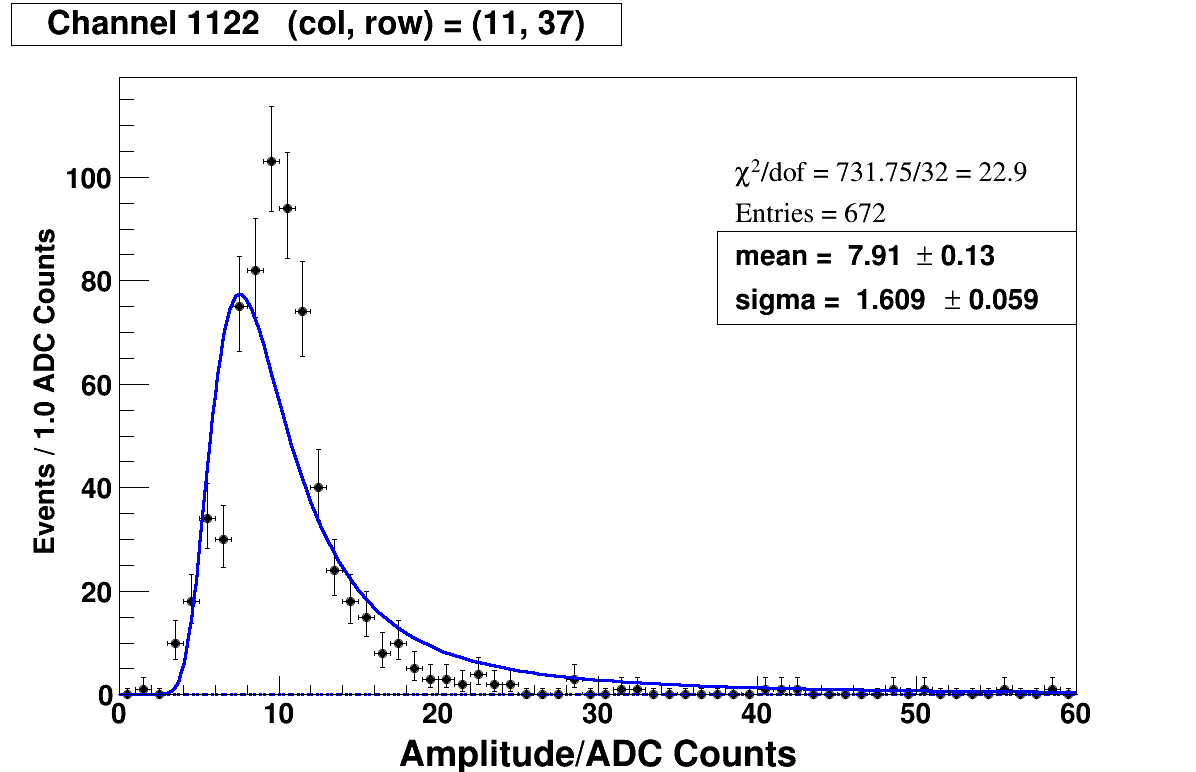 Channel 1122 (col, row) = (11, 37)
χ²/dof = 731.75/32 = 22.9
Entries = 672
mean = 7.91 ± 0.13
sigma = 1.609 ± 0.059
Events / 1.0 ADC Counts
100
80
60
40
20
0
0 10 20 30 40 50 60
Amplitude/ADC Counts